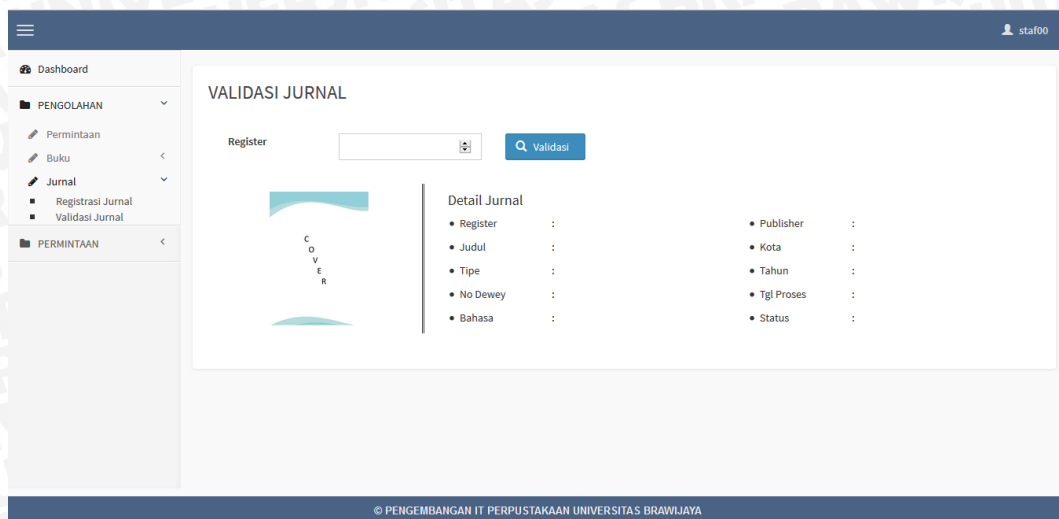 staf00
Dashboard
PENGOLAHAN
Permintaan
Buku
Jurnal
Registrasi Jurnal
Validasi Jurnal
PERMINTAAN
VALIDASI JURNAL
Register
Validasi
COVER
Detail Jurnal
Register :
Judul :
Tipe :
No Dewey :
Bahasa :
Publisher :
Kota :
Tahun :
Tgl Proses :
Status :
© PENGEMBANGAN IT PERPUSTAKAAN UNIVERSITAS BRAWIJAYA